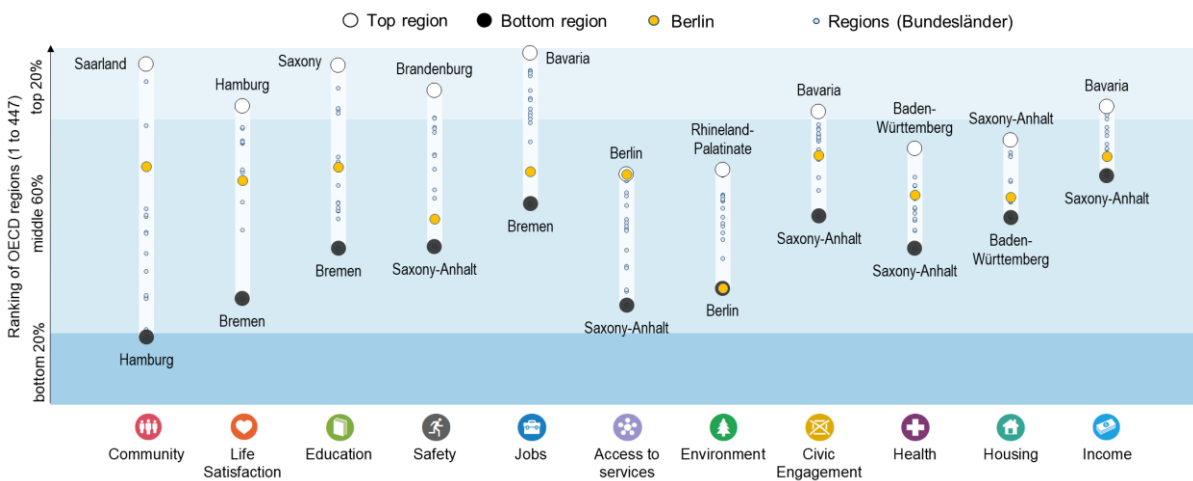 Top region
Bottom region
Berlin
Regions (Bundesländer)
Ranking of OECD regions (1 to 447)
top 20%
middle 60%
bottom 20%
Saarland
Hamburg
Hamburg
Bremen
Saxony
Bremen
Brandenburg
Saxony-Anhalt
Bavaria
Bremen
Berlin
Saxony-Anhalt
Rhineland-
Palatinate
Berlin
Bavaria
Saxony-Anhalt
Baden-
Württemberg
Saxony-Anhalt
Saxony-Anhalt
Baden-
Württemberg
Bavaria
Saxony-Anhalt
Community
Life
Satisfaction
Education
Safety
Jobs
Access to
services
Environment
Civic
Engagement
Health
Housing
Income